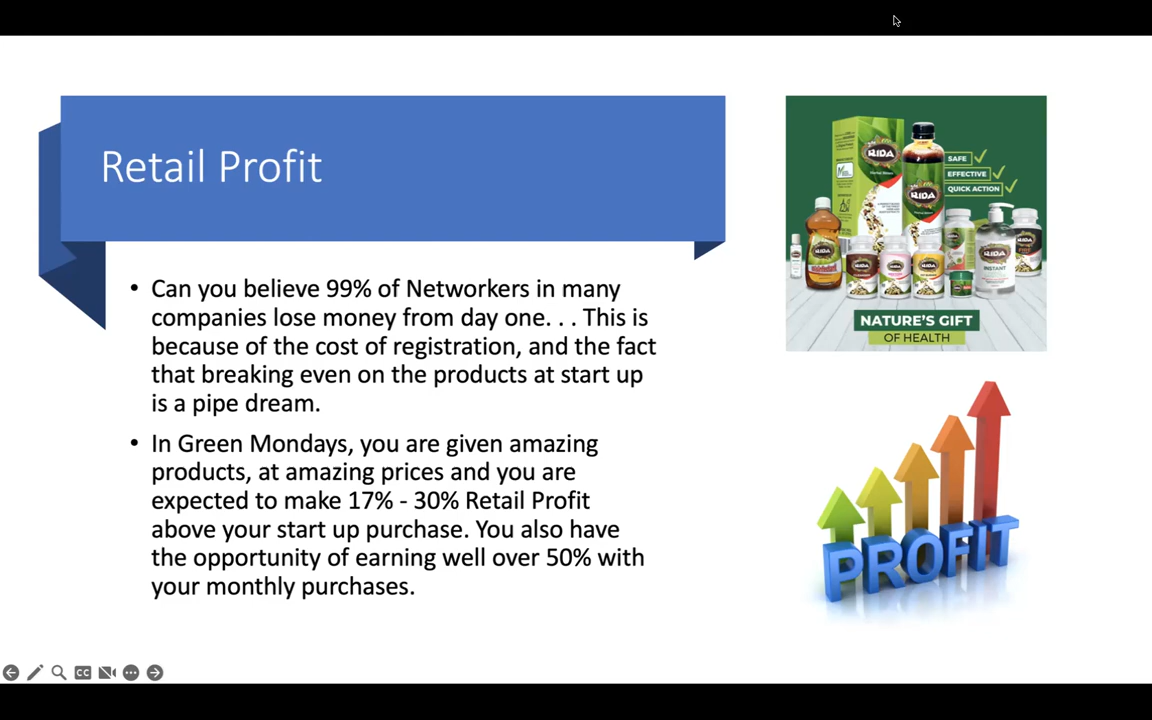 Retail Profit
• Can you believe 99% of Networkers in many
companies lose money from day one. . . This is
because of the cost of registration, and the fact
that breaking even on the products at start up
is a pipe dream.
• In Green Mondays, you are given amazing
products, at amazing prices and you are
expected to make 17% - 30% Retail Profit
above your start up purchase. You also have
the opportunity of earning well over 50% with
your monthly purchases.
RIDA
RIDA
SAFE
EFFECTIVE
QUICK ACTION
RIDA
INSTANT
NATURE'S GIFT
OF HEALTH
PROFIT
CC